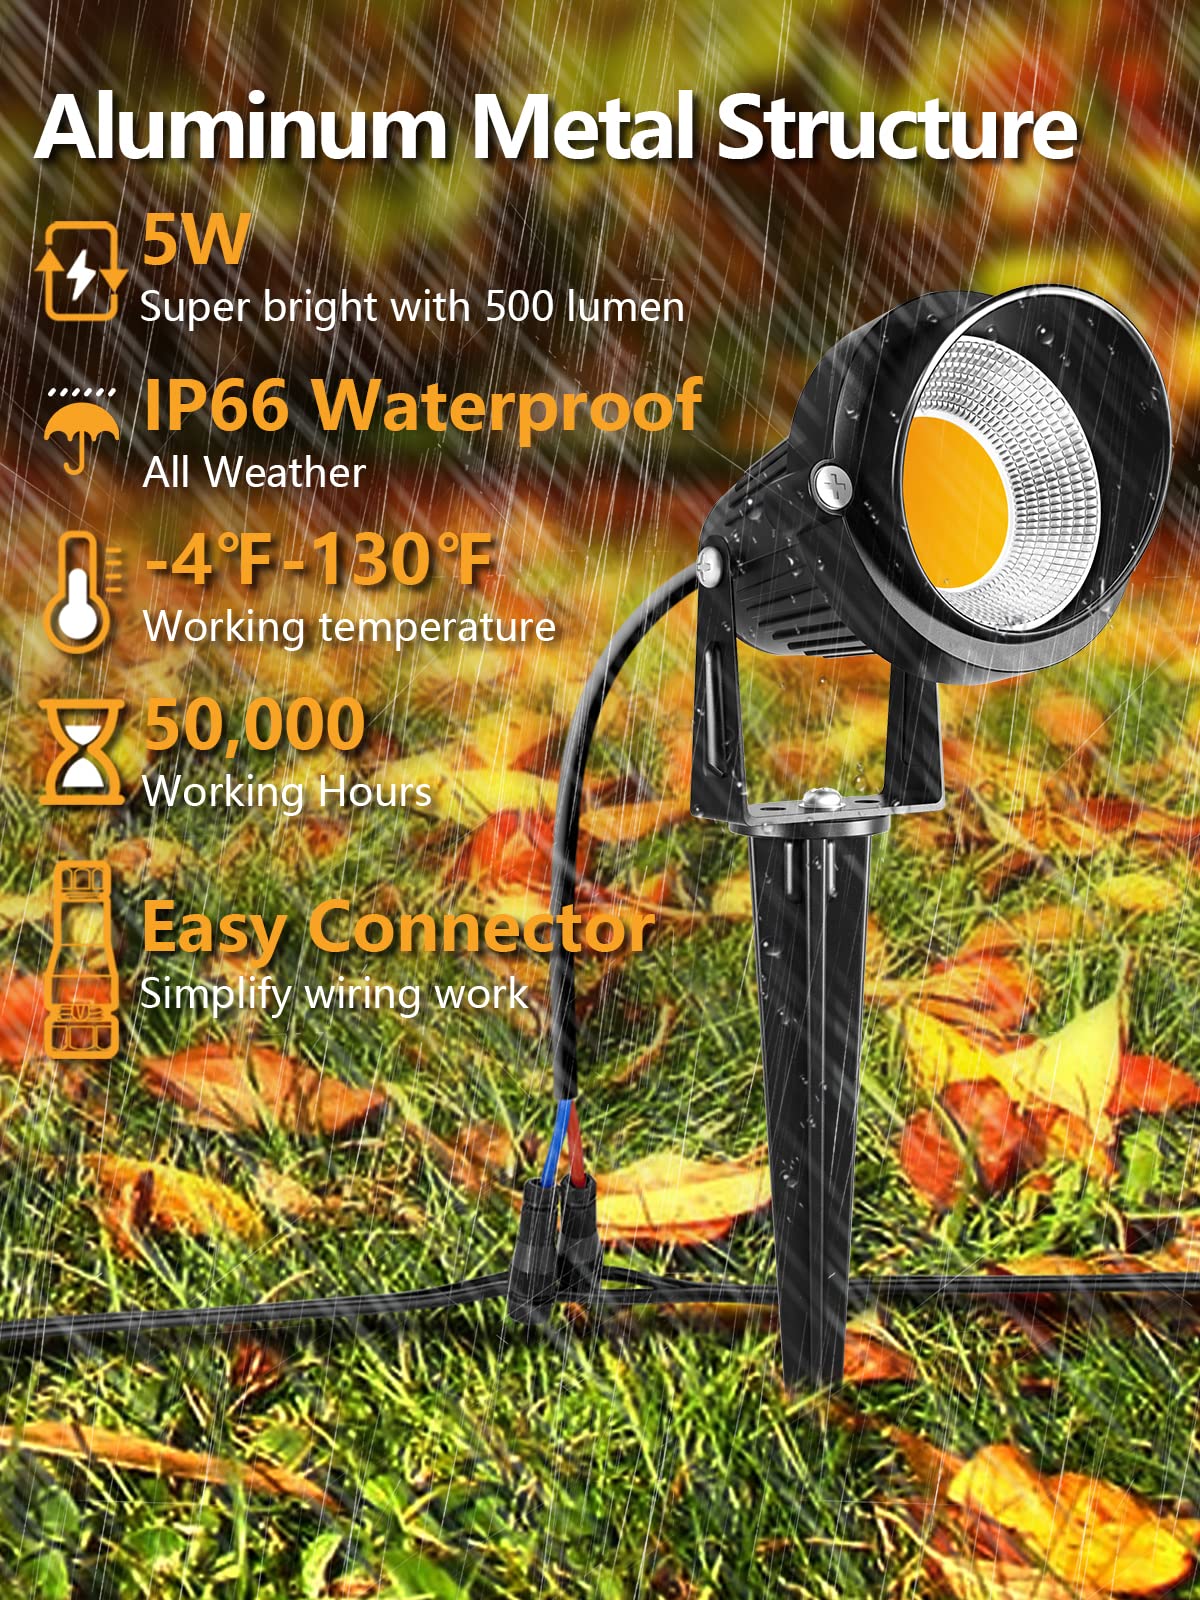 Aluminum Metal Structure
5W
Super bright with 500 lumen
IP66 Waterproof
All Weather
-4°F-130°F
Working temperature
50,000
Working Hours
Easy Connector
Simplify wiring work